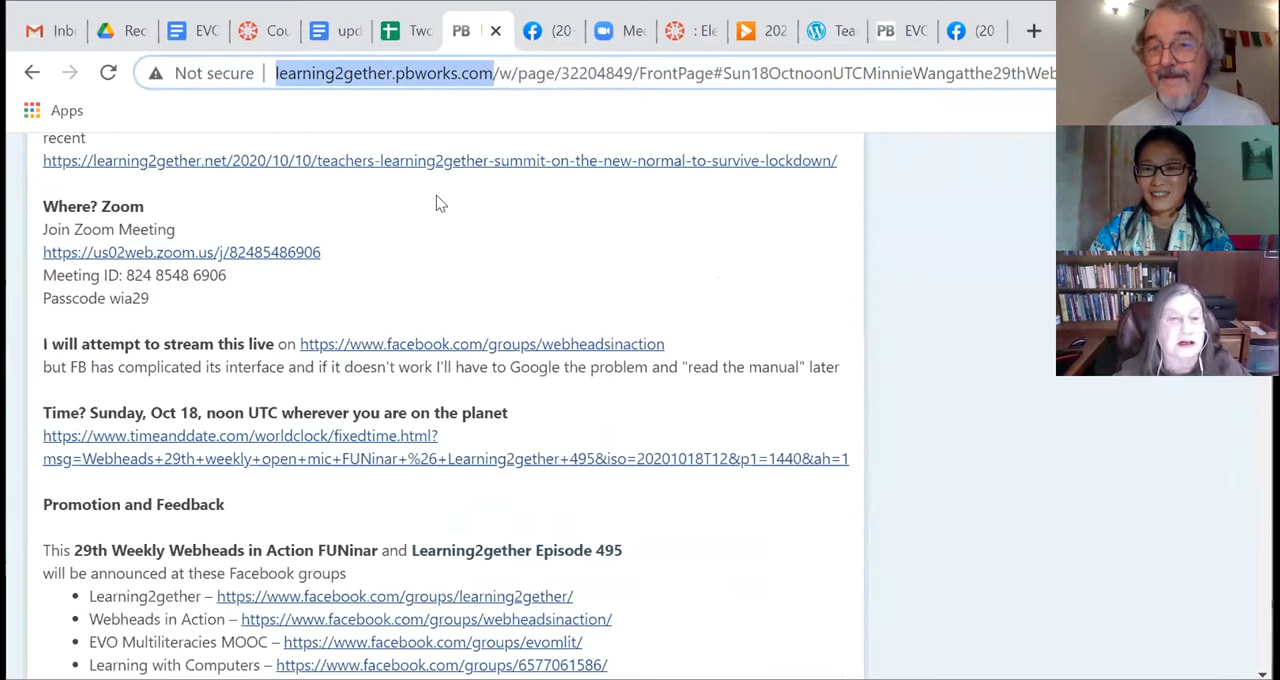 Inb
Rec
EVC
Cou
upd
Twc
PB
(20
Mee
: Ele
202
Tea
PB EVC
(20
Not secure
learning2gether.pbworks.com/w/page/32204849/FrontPage#Sun18OctnoonUTCMinnieWangatthe29thWeb
Apps
recent
https://learning2gether.net/2020/10/10/teachers-learning2gether-summit-on-the-new-normal-to-survive-lockdown/
Where? Zoom
Join Zoom Meeting
https://us02web.zoom.us/j/82485486906
Meeting ID: 824 8548 6906
Passcode wia29
I will attempt to stream this live on https://www.facebook.com/groups/webheadsinaction
but FB has complicated its interface and if it doesn't work I'll have to Google the problem and "read the manual" later
Time? Sunday, Oct 18, noon UTC wherever you are on the planet
https://www.timeanddate.com/worldclock/fixedtime.html?
msg=Webheads+29th+weekly+open+mic+FUNinar+%26+Learning2gether+495&iso=20201018T12&p1=1440&ah=1
Promotion and Feedback
This 29th Weekly Webheads in Action FUNinar and Learning2gether Episode 495
will be announced at these Facebook groups
• Learning2gether – https://www.facebook.com/groups/learning2gether/
• Webheads in Action – https://www.facebook.com/groups/webheadsinaction/
• EVO Multiliteracies MOOC – https://www.facebook.com/groups/evomlit/
• Learning with Computers – https://www.facebook.com/groups/6577061586/